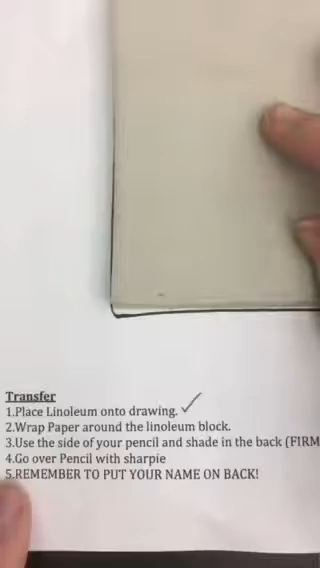 Transfer
1.Place Linoleum onto drawing.
2.Wrap Paper around the linoleum block.
3.Use the side of your pencil and shade in the back (FIRM
4.Go over Pencil with sharpie
5.REMEMBER TO PUT YOUR NAME ON BACK!